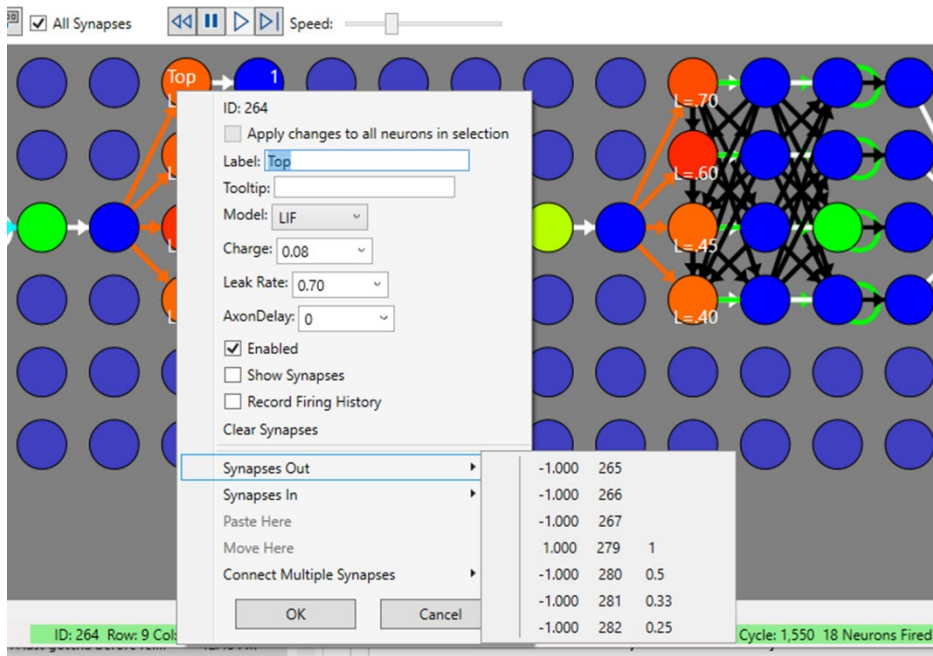 All Synapses Speed:
Top 1
L=.70
L=.60
L=.45
L=.40
ID: 264
Apply changes to all neurons in selection
Label: Top
Tooltip:
Model: LIF
Charge: 0.08
Leak Rate: 0.70
AxonDelay: 0
Enabled
Show Synapses
Record Firing History
Clear Synapses
Synapses Out
Synapses In
Paste Here
Move Here
Connect Multiple Synapses
OK Cancel
-1.000 265
-1.000 266
-1.000 267
1.000 279 1
-1.000 280 0.5
-1.000 281 0.33
-1.000 282 0.25
ID: 264 Row: 9 Col: Cycle: 1,550 18 Neurons Fired